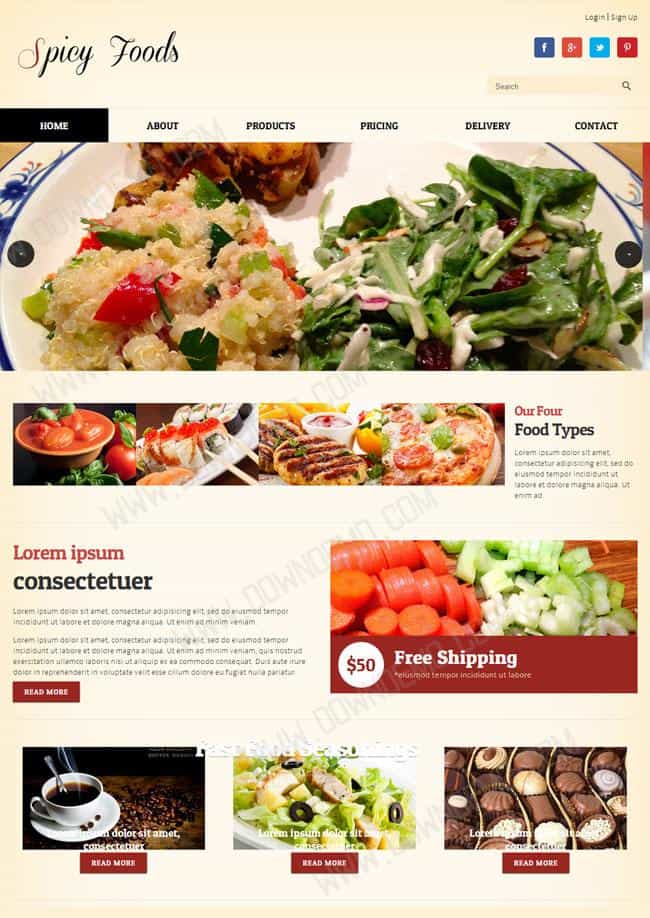 Login | Sign Up
Spicy Foods
Search
HOME
ABOUT
PRODUCTS
PRICING
DELIVERY
CONTACT
Our Four
Food Types
Lorem ipsum dolor sit amet,
consectetur adipisicing elit, sed do
eiusmod tempor incididunt ut
labore et dolore magna aliqua. Ut
enim ad
Lorem ipsum
consectetuer
Lorem ipsum dolor sit amet, consectetur adipisicing elit, sed do eiusmod tempor
incididunt ut labore et dolore magna aliqua. Ut enim ad minim veniam
Lorem ipsum dolor sit amet, consectetur adipisicing elit, sed do eiusmod tempor
incididunt ut labore et dolore magna aliqua. Ut enim ad minim veniam, quis nostrud
exercitation ullamco laboris nisi ut aliquip ex ea commodo consequat. Duis aute irure
dolor in reprehenderit in voluptate velit esse cillum dolore eu fugiat nulla pariatur.
READ MORE
$50
Free Shipping
*eiusmod tempor incididunt ut labore
Fast Food Seasonings
Lorem ipsum dolor sit amet,
consectetuer
READ MORE
Lorem ipsum dolor sit amet,
consectetuer
READ MORE
Lorem ipsum dolor sit amet,
consectetuer
READ MORE
WWW.DOWNDEMO.COM